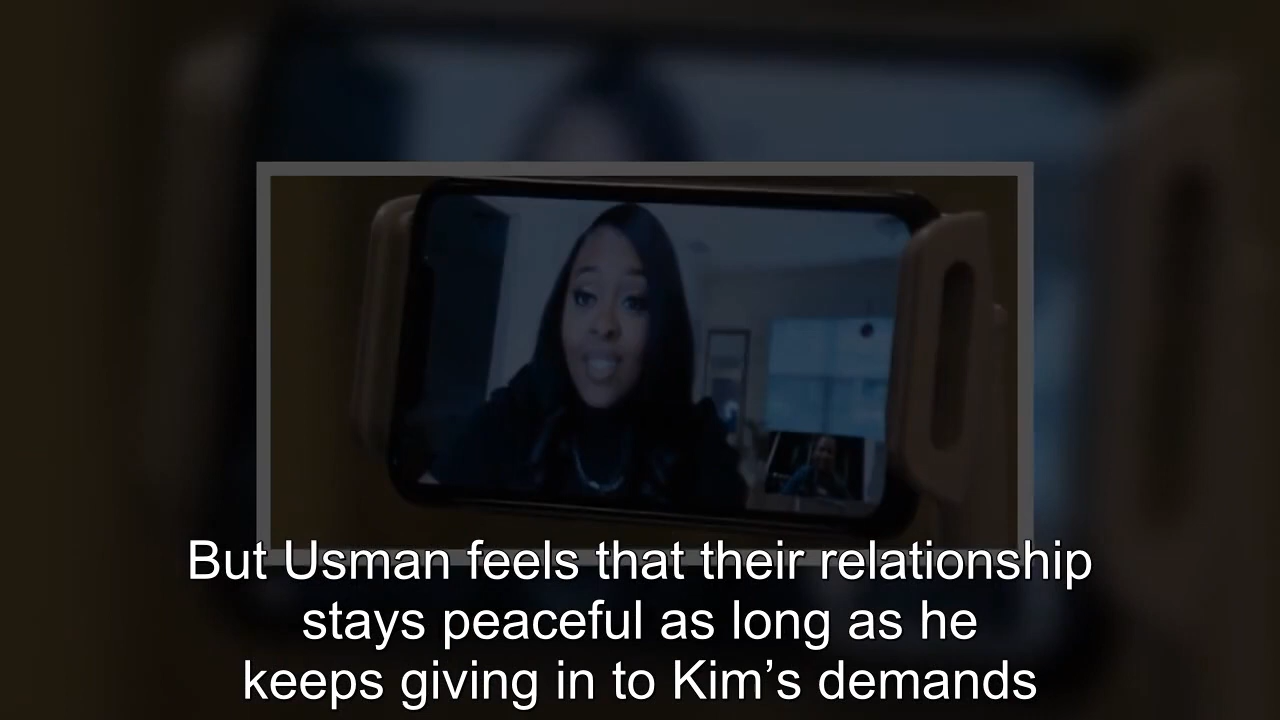 But Usman feels that their relationship
stays peaceful as long as he
keeps giving in to Kim’s demands